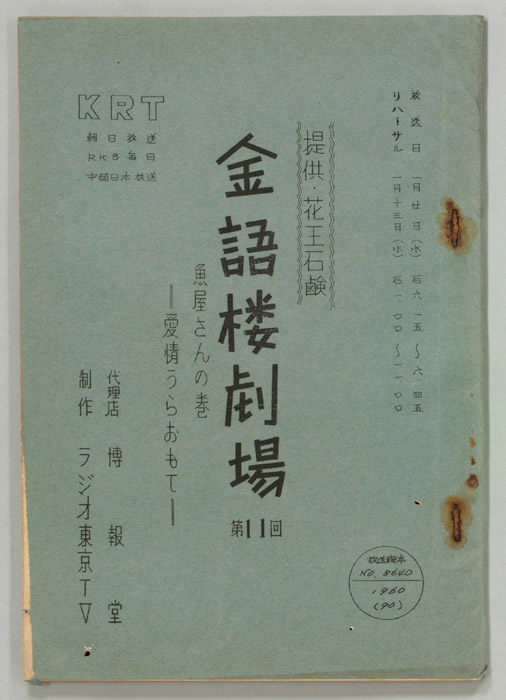 放送日 一月廿日（水）后六.一五〜六.四五
リハーサル 一月十三日（水）后一.〇〇〜一一.〇〇
提供・花王石鹸
金語楼劇場
第11回
魚屋さんの巻
―愛情うらおもて―
KRT
朝日放送
RKB毎日
中部日本放送
代理店 博報堂
制作 ラジオ東京TV
放送脚本
NO. 8640
1960
(90)